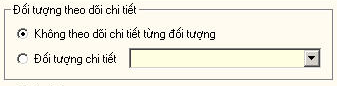 Đối tượng theo dõi chi tiết
Không theo dõi chi tiết từng đối tượng
Đối tượng chi tiết